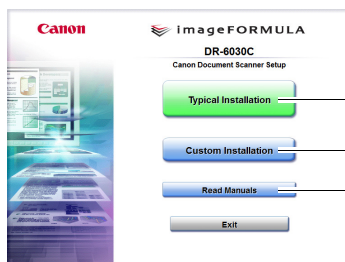 Canon
imageFORMULA
DR-6030C
Canon Document Scanner Setup
Typical Installation
Custom Installation
Read Manuals
Exit